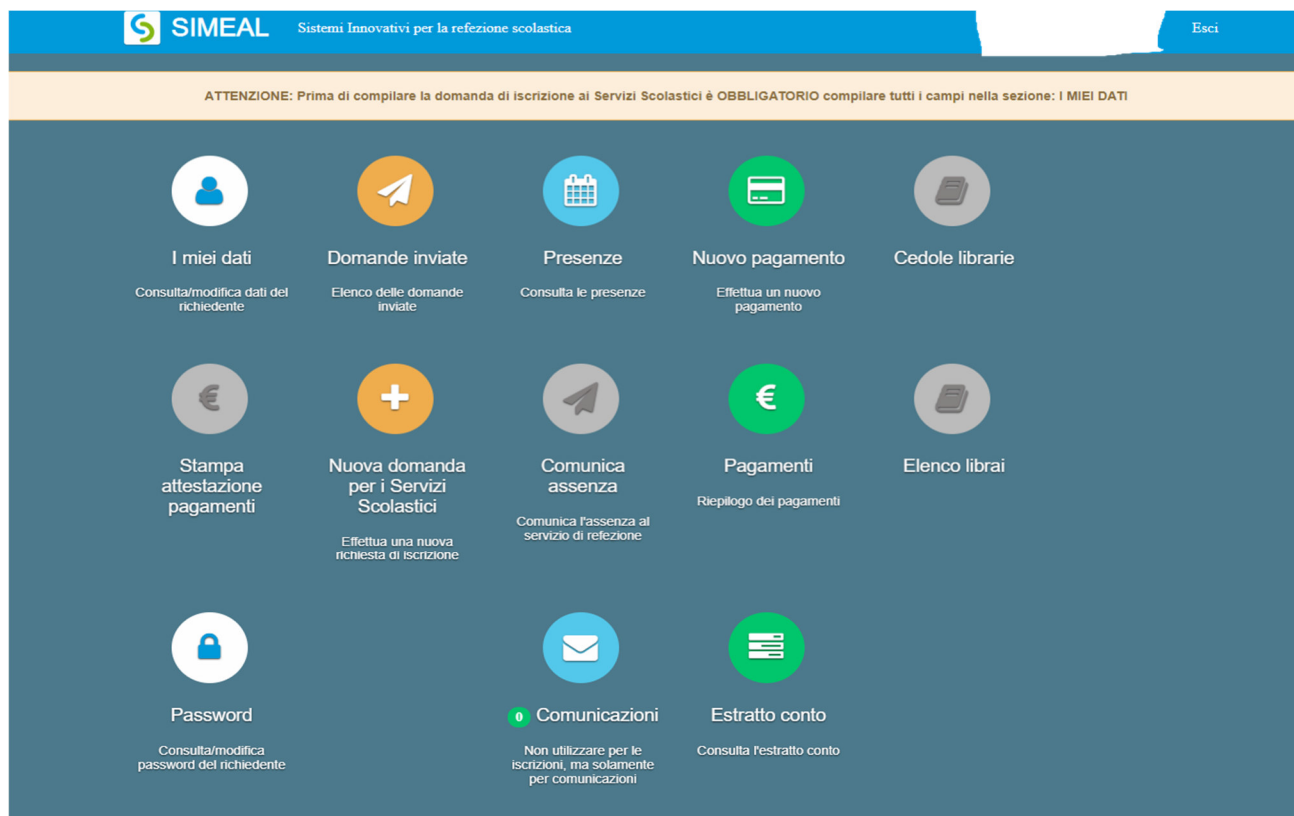 SIMEAL Sistemi Innovativi per la refezione scolastica Esci
ATTENZIONE: Prima di compilare la domanda di iscrizione ai Servizi Scolastici è OBBLIGATORIO compilare tutti i campi nella sezione: I MIEI DATI
I miei dati
Consulta/modifica dati del
richiedente
Domande inviate
Elenco delle domande
inviate
Presenze
Consulta le presenze
Nuovo pagamento
Effettua un nuovo
pagamento
Cedole librarie
€
Stampa
attestazione
pagamenti
Nuova domanda
per i Servizi
Scolastici
Effettua una nuova
richiesta di iscrizione
Comunica
assenza
Comunica l'assenza al
servizio di refezione
€
Pagamenti
Riepilogo dei pagamenti
Elenco librai
Password
Consulta/modifica
password del richiedente
0 Comunicazioni
Non utilizzare per le
iscrizioni, ma solamente
per comunicazioni
Estratto conto
Consulta l'estratto conto